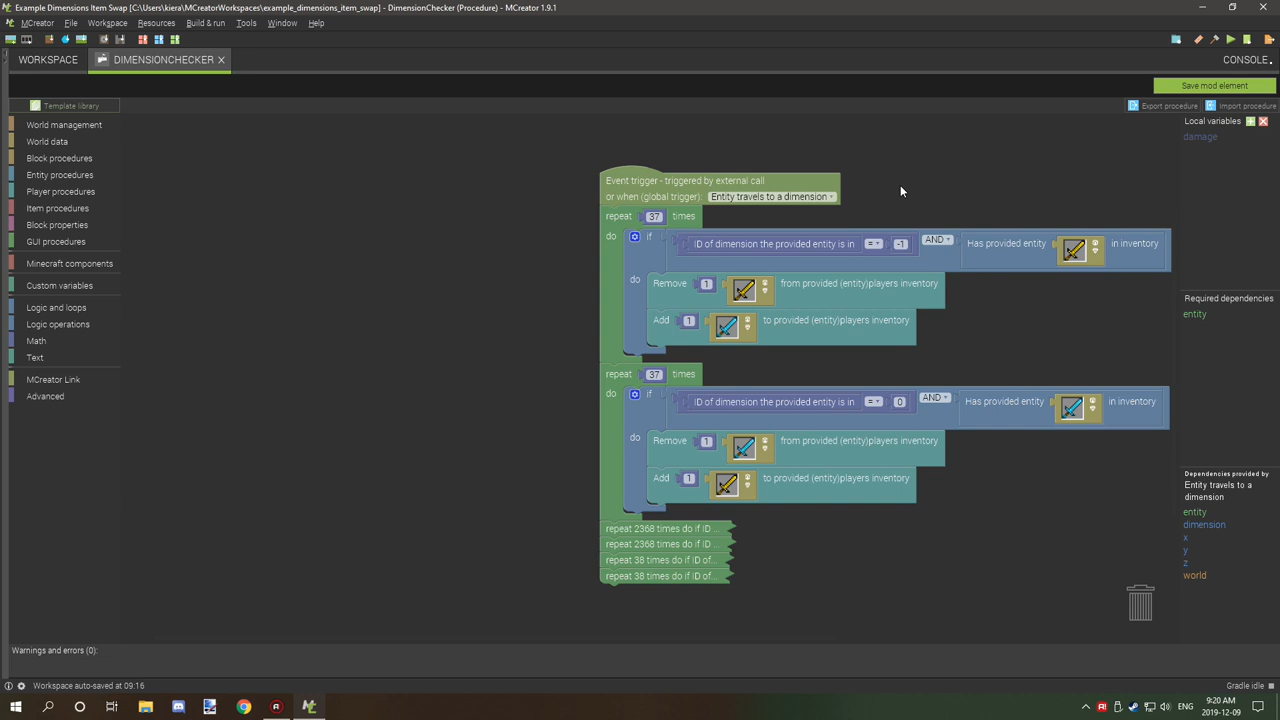 Example Dimensions Item Swap [C:\Users\kiera\MCreatorWorkspaces\example_dimensions_item_swap] - DimensionChecker (Procedure) - MCreator 1.9.1
MCreator File Workspace Resources Build & run Tools Window Help
WORKSPACE DIMENSIONCHECKER CONSOLE
Save mod element
Template library Export procedure Import procedure
Local variables
damage
World management
World data
Block procedures
Entity procedures
Player procedures
Item procedures
Block properties
GUI procedures
Minecraft components
Custom variables
Logic and loops
Logic operations
Math
Text
MCreator Link
Advanced
Event trigger - triggered by external call
or when (global trigger): Entity travels to a dimension
repeat 37 times
do if ID of dimension the provided entity is in = -1 AND Has provided entity in inventory
do Remove 1 from provided (entity)players inventory
Add 1 to provided (entity)players inventory
repeat 37 times
do if ID of dimension the provided entity is in = 0 AND Has provided entity in inventory
do Remove 1 from provided (entity)players inventory
Add 1 to provided (entity)players inventory
repeat 2368 times do if ID ...
repeat 2368 times do if ID ...
repeat 38 times do if ID of...
repeat 38 times do if ID of...
Required dependencies
entity
Dependencies provided by
Entity travels to a
dimension
entity
dimension
x
y
z
world
Warnings and errors (0):
Workspace auto-saved at 09:16 Gradle idle
ENG 9:20 AM
2019-12-09